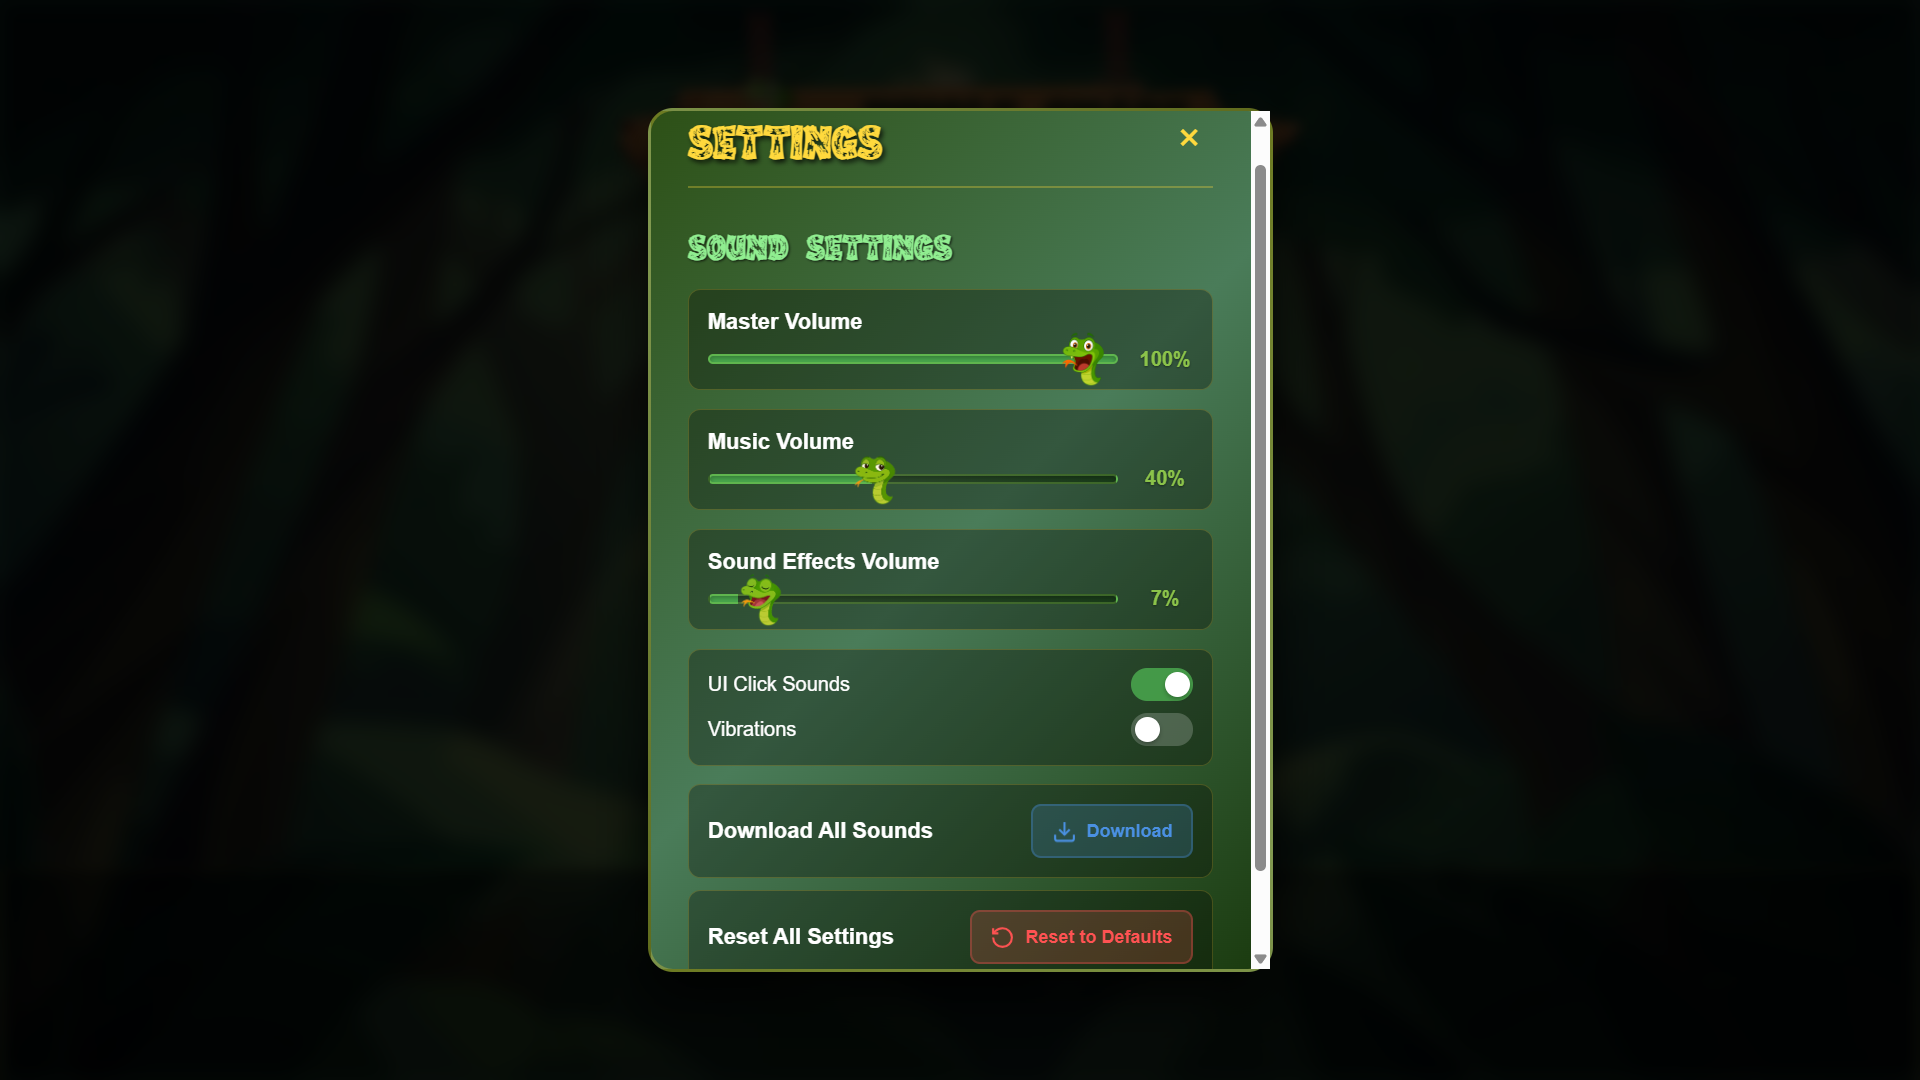 SETTINGS
SOUND SETTINGS
Master Volume
100%
Music Volume
40%
Sound Effects Volume
7%
UI Click Sounds
Vibrations
Download All Sounds
Download
Reset All Settings
Reset to Defaults